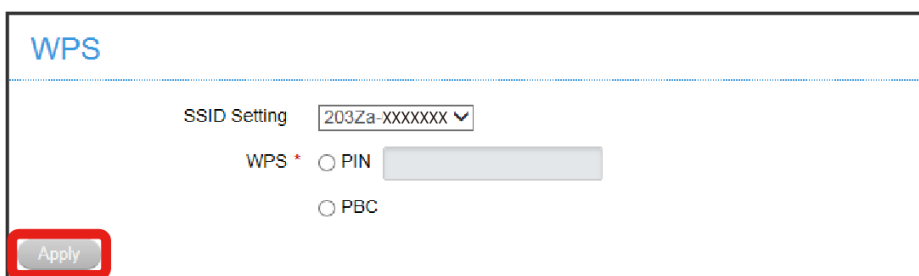 WPS
SSID Setting 203Za-XXXXXXX
WPS * PIN
PBC
Apply